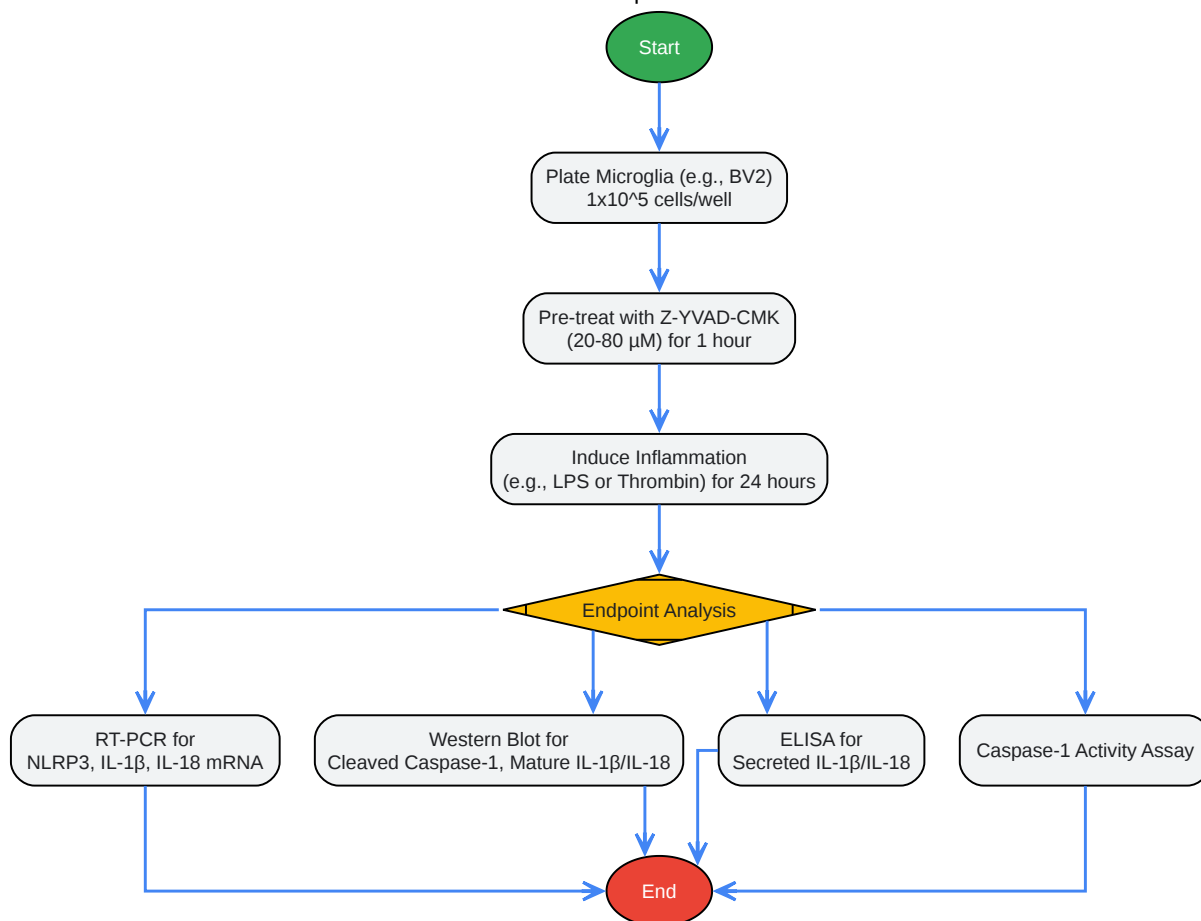 Start
Plate Microglia (e.g., BV2)
1x10^5 cells/well
Pre-treat with Z-YVAD-CMK
(20-80 µM) for 1 hour
Induce Inflammation
(e.g., LPS or Thrombin) for 24 hours
Endpoint Analysis
RT-PCR for
NLRP3, IL-1β, IL-18 mRNA
Western Blot for
Cleaved Caspase-1, Mature IL-1β/IL-18
ELISA for
Secreted IL-1β/IL-18
Caspase-1 Activity Assay
End